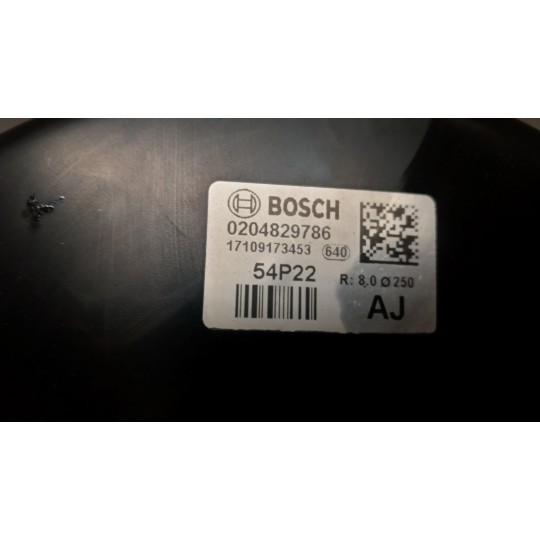 BOSCH
0204829786
17109173453 640
54P22 R: 8.0 Ø 250
AJ